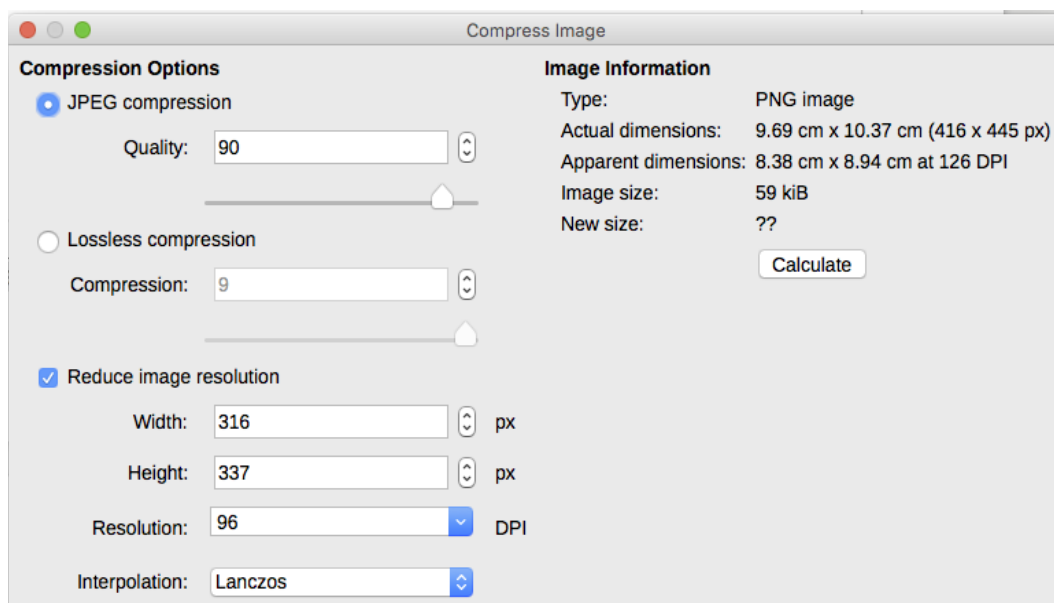 Compress Image
Compression Options
JPEG compression
Quality: 90
Lossless compression
Compression: 9
Reduce image resolution
Width: 316 px
Height: 337 px
Resolution: 96 DPI
Interpolation: Lanczos
Image Information
Type: PNG image
Actual dimensions: 9.69 cm x 10.37 cm (416 x 445 px)
Apparent dimensions: 8.38 cm x 8.94 cm at 126 DPI
Image size: 59 kiB
New size: ??
Calculate